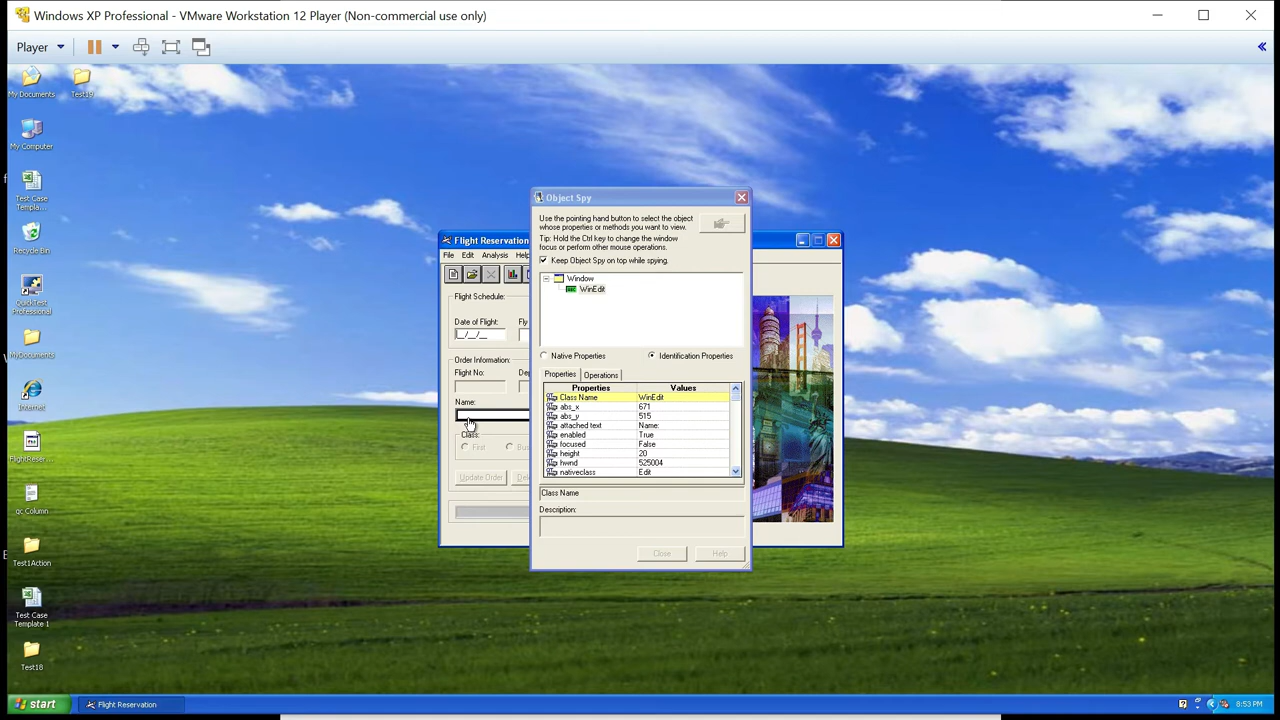 Windows XP Professional - VMware Workstation 12 Player (Non-commercial use only)
Player
My Documents
Test19
My Computer
Test Case
Templa...
Recycle Bin
QuickTest
Professional
MyDocuments
Internet
FlightReser...
qc Column
Test1Action
Test Case
Template 1
Test18
Flight Reservation
File Edit Analysis Help
Flight Schedule:
Date of Flight:
__/__/__
Order Information:
Flight No:
Name:
Class:
First
Update Order
Object Spy
Use the pointing hand button to select the object
whose properties or methods you want to view.
Tip: Hold the Ctrl key to change the window
focus or perform other mouse operations.
Keep Object Spy on top while spying.
Window
WinEdit
Native Properties
Identification Properties
Properties Operations
Properties Values
Class Name WinEdit
abs_x 671
abs_y 515
attached text Name:
enabled True
focused False
height 20
hwnd 525004
nativeclass Edit
Class Name
Description:
Close
Help
start
Flight Reservation
8:53 PM